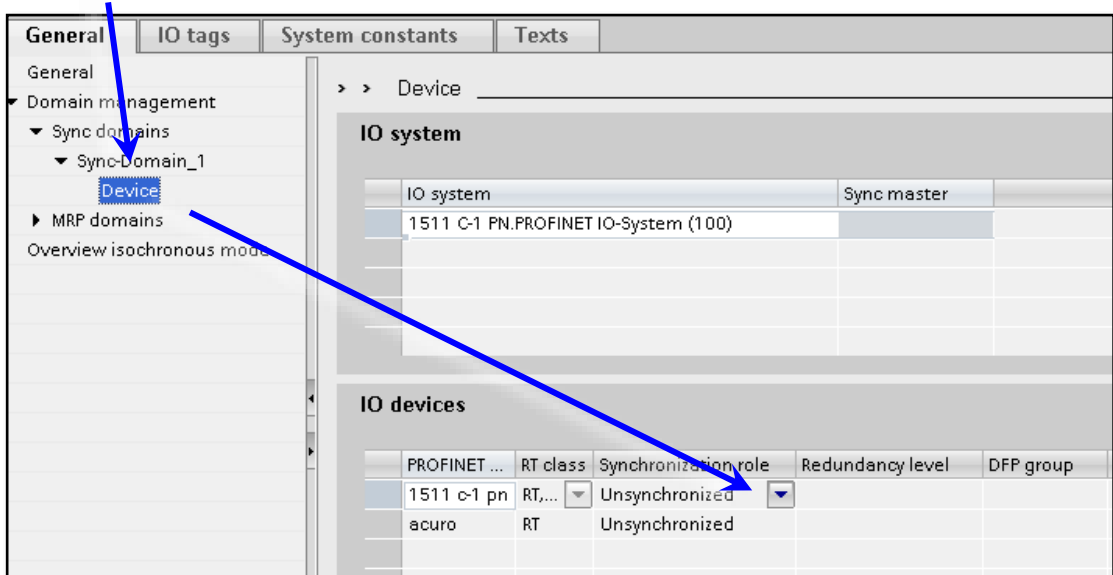 General IO tags System constants Texts
General
Domain management
Sync domains
Sync-Domain_1
Device
MRP domains
Overview isochronous mode
> > Device
IO system
IO system Sync master
1511 C-1 PN.PROFINET IO-System (100)
IO devices
PROFINET ... RT class Synchronization role Redundancy level DFP group
1511 c-1 pn RT,... Unsynchronized
acuro RT Unsynchronized